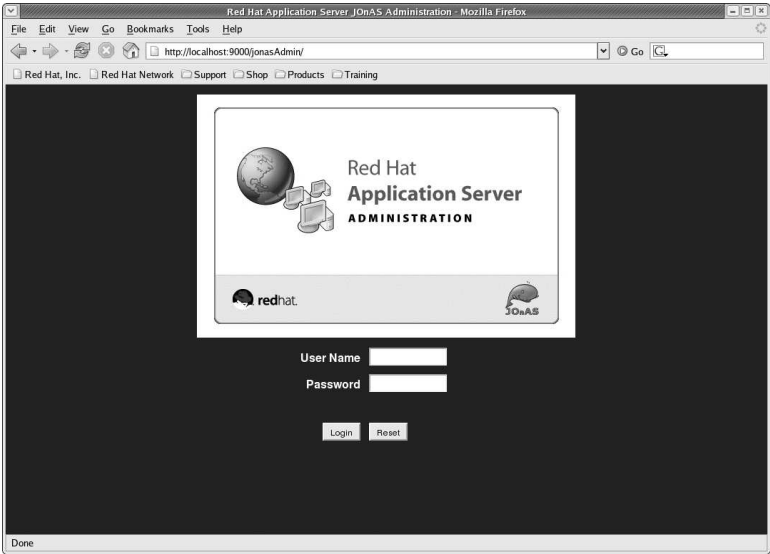 Red Hat Application Server JOnAS Administration - Mozilla Firefox
File Edit View Go Bookmarks Tools Help
http://localhost:9000/jonasAdmin/ Go G
Red Hat, Inc. Red Hat Network Support Shop Products Training
Red Hat
Application Server
ADMINISTRATION
redhat.
JOnAS
User Name
Password
Login Reset
Done